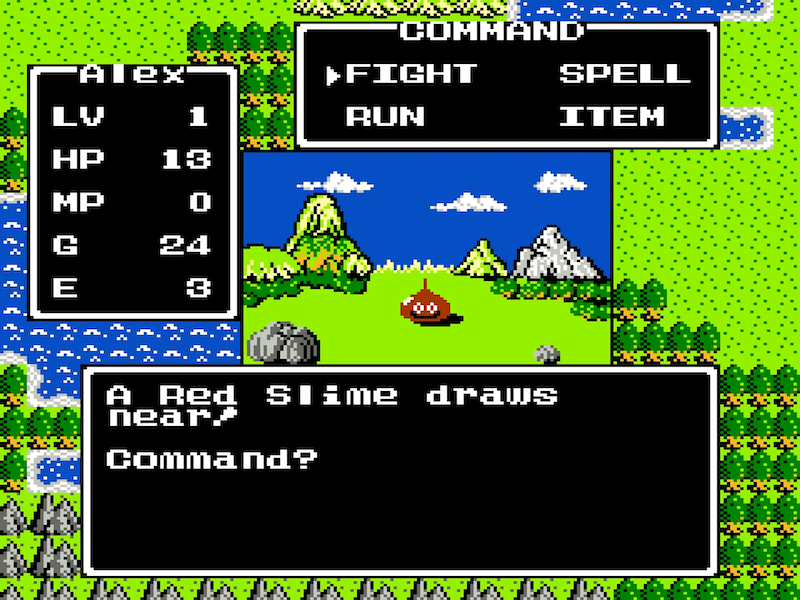 COMMAND
▶FIGHT SPELL
RUN ITEM
Alex
LV 1
HP 13
MP 0
G 24
E 3
A Red Slime draws
near!
Command?